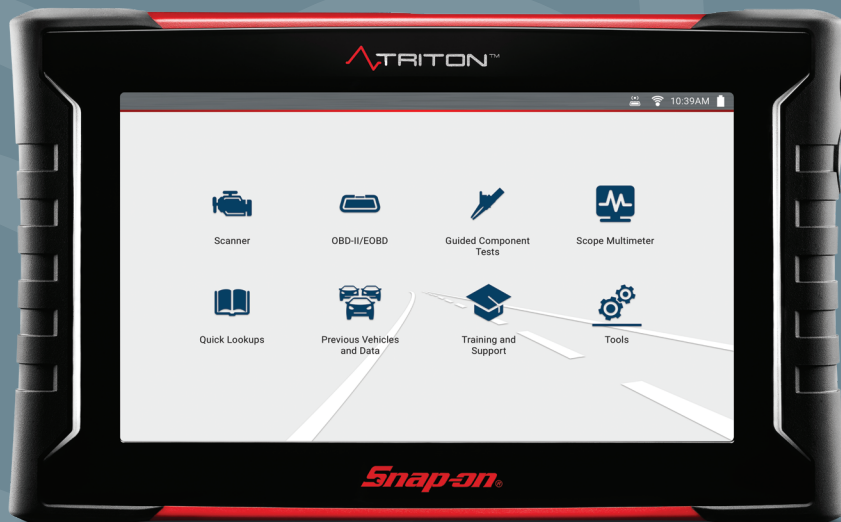 TRITON™
10:39AM
Scanner
OBD-II/EOBD
Guided Component
Tests
Scope Multimeter
Quick Lookups
Previous Vehicles
and Data
Training and
Support
Tools
Snap-on®